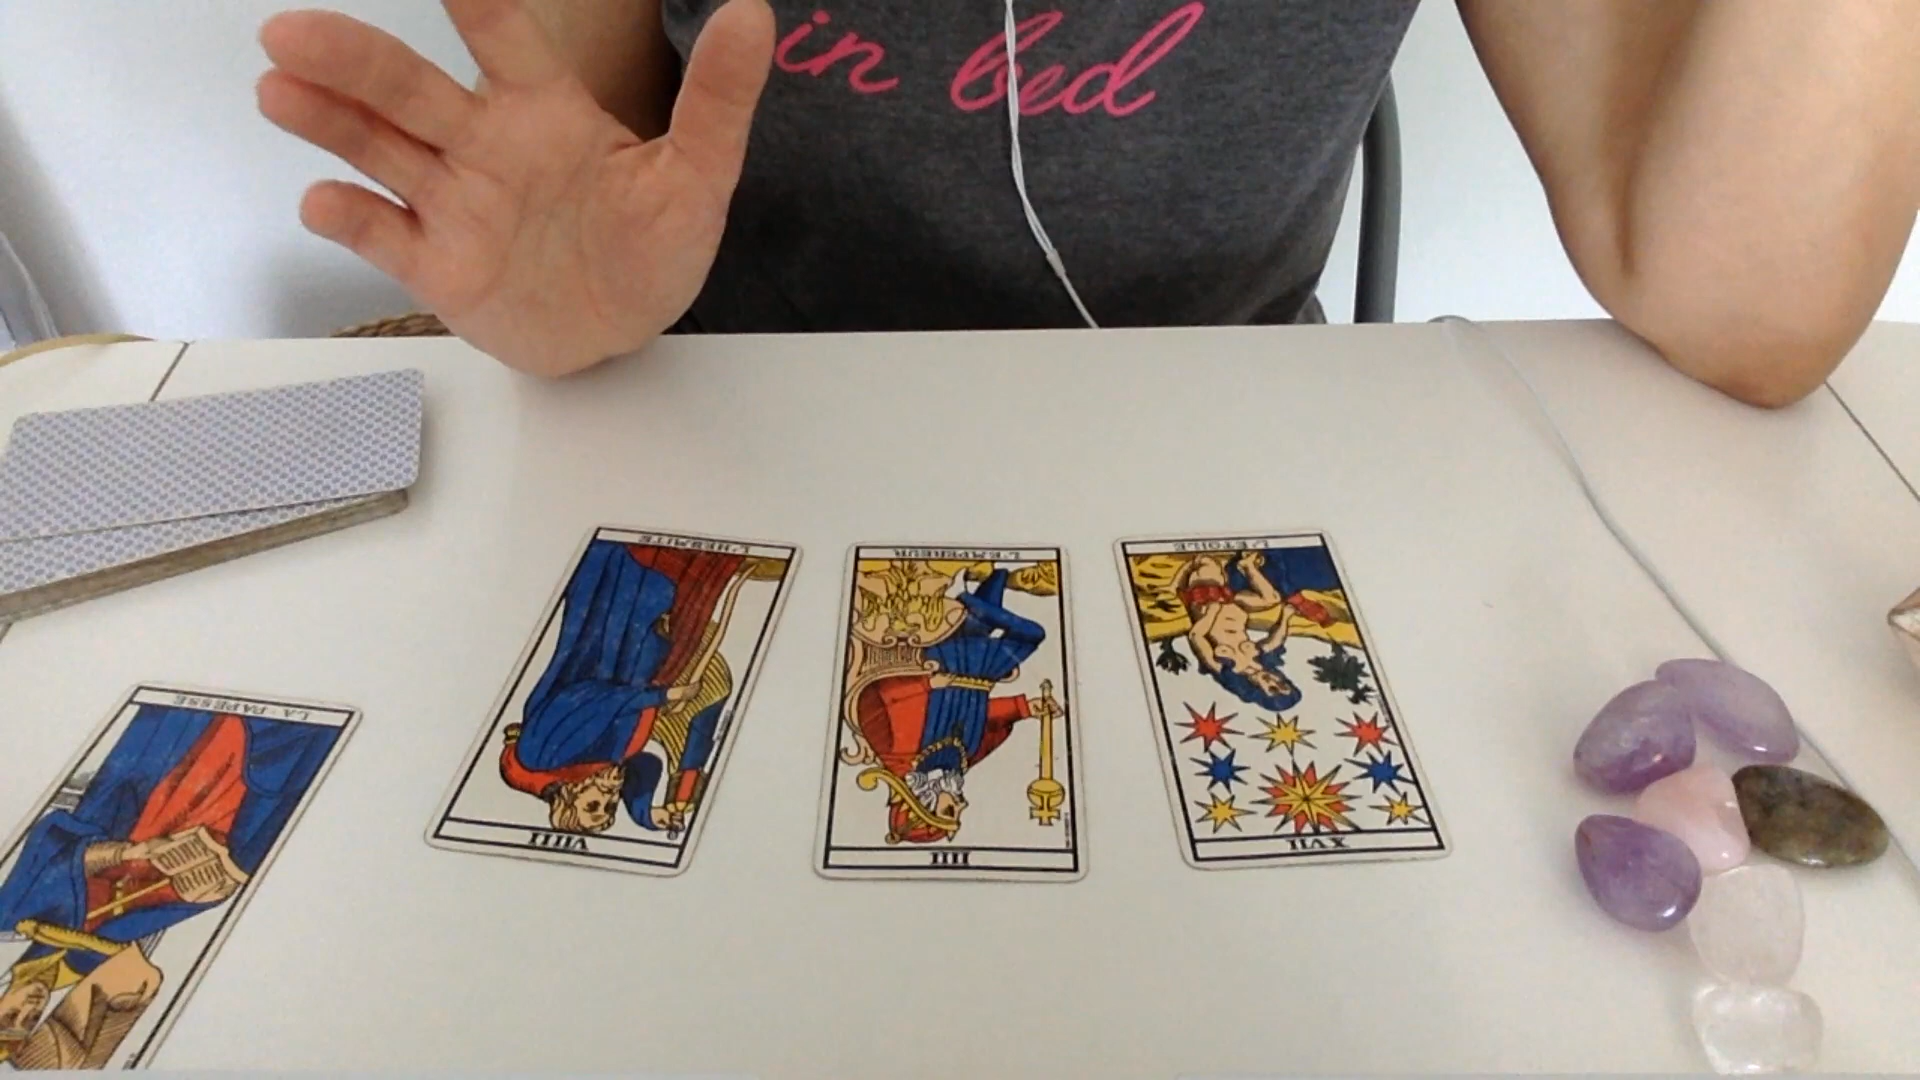 in bed
L'HERMITE
L'EMPEREUR
L'ETOILE
LA·PAPESSE
VIIII
IIII
XVII